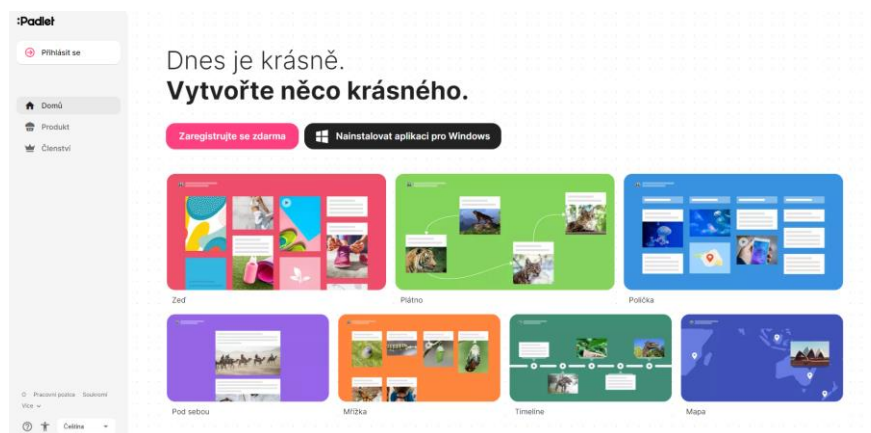 :Padlet
Přihlásit se
Domů
Produkt
Členství
Dnes je krásně.
Vytvořte něco krásného.
Zaregistrujte se zdarma
Nainstalovat aplikaci pro Windows
Zeď
Plátno
Polička
Pod sebou
Mřížka
Timeline
Mapa
O Pracovní pozice Soukromí
Více
Čeština